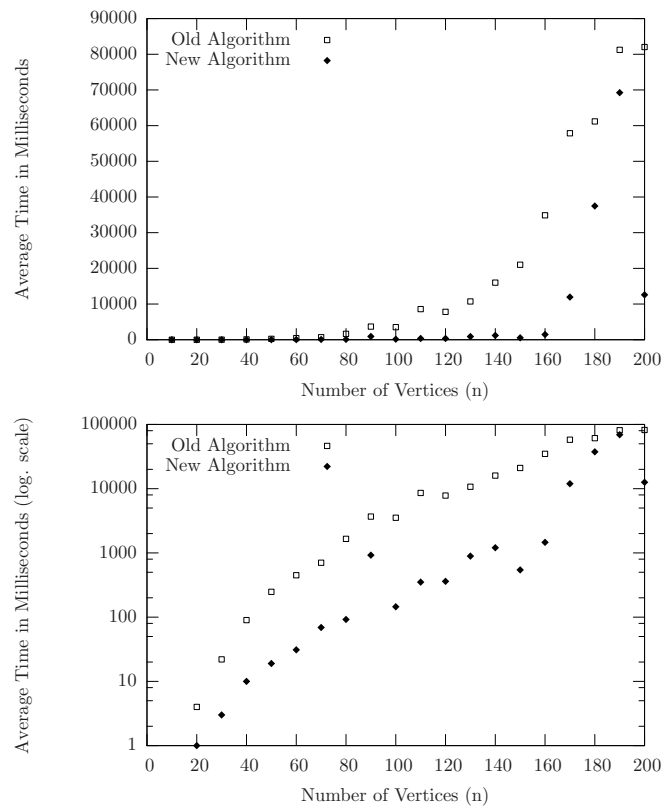 90000
80000
70000
60000
50000
40000
30000
20000
10000
0
Average Time in Milliseconds
Old Algorithm
New Algorithm
0 20 40 60 80 100 120 140 160 180 200
Number of Vertices (n)
100000
10000
1000
100
10
1
Average Time in Milliseconds (log. scale)
Old Algorithm
New Algorithm
0 20 40 60 80 100 120 140 160 180 200
Number of Vertices (n)